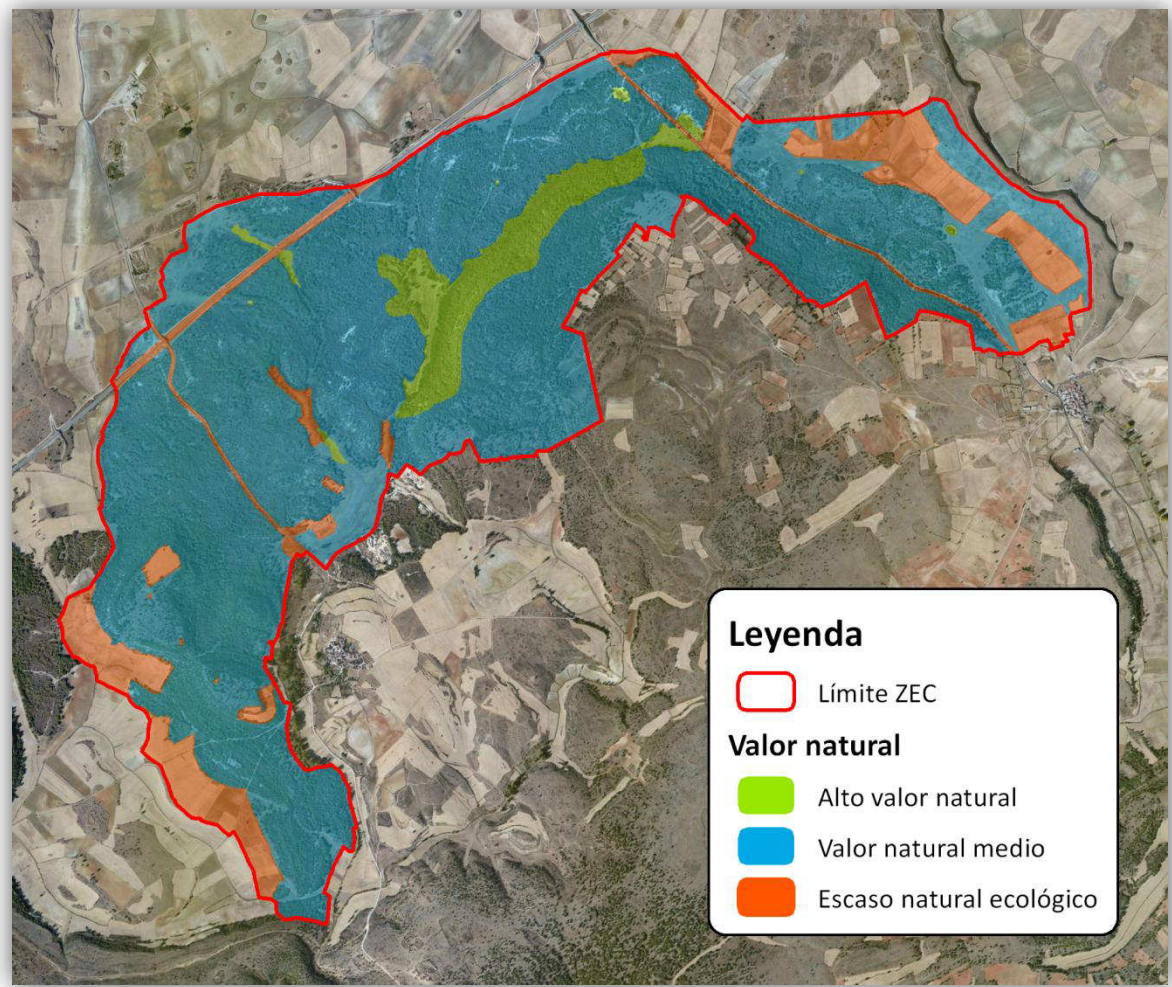 Leyenda
Límite ZEC
Valor natural
Alto valor natural
Valor natural medio
Escaso natural ecológico